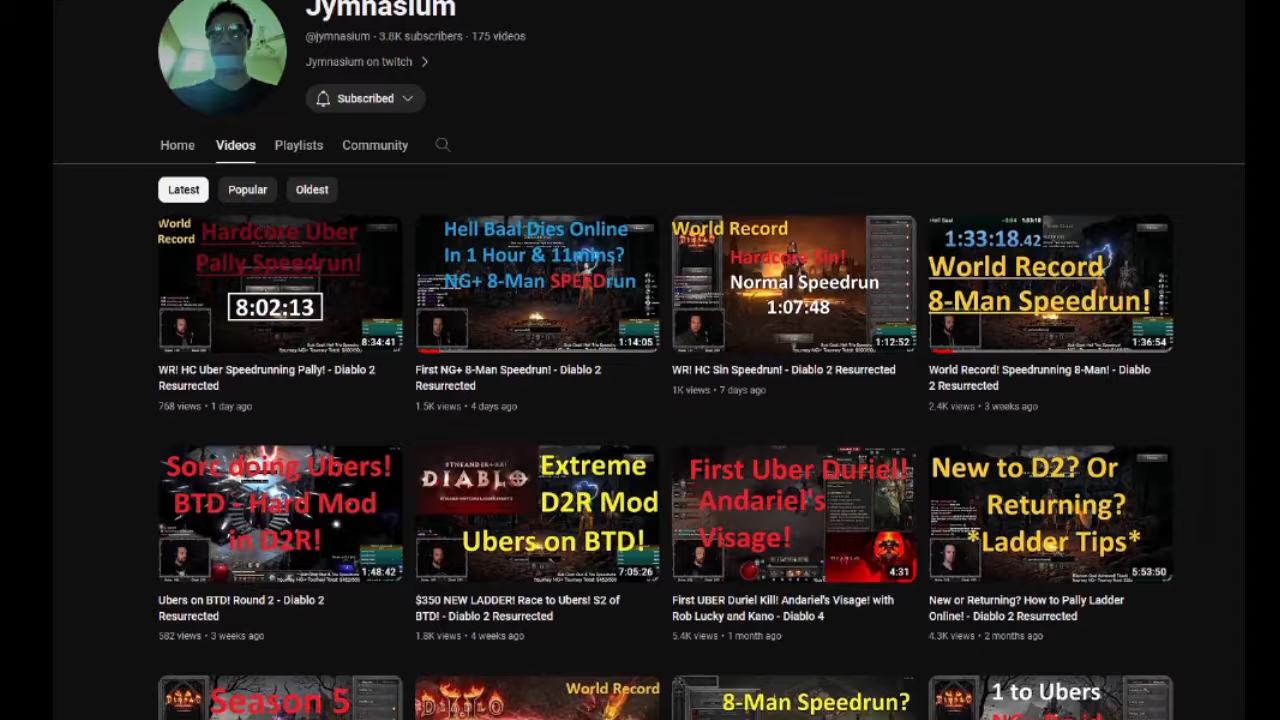 Jymnasium
@jymnasium · 3.8K subscribers · 175 videos
Jymnasium on twitch
Subscribed
Home Videos Playlists Community
Latest Popular Oldest
World
Record
Hardcore Uber
Pally Speedrun!
8:02:13
8:34:41
WR! HC Uber Speedrunning Pally! - Diablo 2
Resurrected
768 views · 1 day ago
Hell Baal Dies Online
In 1 Hour & 11mins?
NG+ 8-Man SPEEDrun
1:14:05
First NG+ 8-Man Speedrun! - Diablo 2
Resurrected
1.5K views · 4 days ago
World Record
Hardcore Sin!
Normal Speedrun
1:07:48
1:12:52
WR! HC Sin Speedrun! - Diablo 2 Resurrected
1K views · 7 days ago
Hell Baal
1:33:18.42
World Record
8-Man Speedrun!
1:36:54
World Record! Speedrunning 8-Man! - Diablo
2 Resurrected
2.4K views · 3 weeks ago
Sorc doing Ubers!
BTD - Hard Mod
in D2R!
1:48:42
Ubers on BTD! Round 2 - Diablo 2
Resurrected
582 views · 3 weeks ago
DIABLO
Extreme
D2R Mod
Ubers on BTD!
7:05:26
$350 NEW LADDER! Race to Ubers! S2 of
BTD! - Diablo 2 Resurrected
1.8K views · 4 weeks ago
First Uber Duriel!
Andariel's
Visage!
4:31
First UBER Duriel Kill! Andariel's Visage! with
Rob Lucky and Kano - Diablo 4
5.4K views · 1 month ago
New to D2? Or
Returning?
*Ladder Tips*
5:53:50
New or Returning? How to Pally Ladder
Online! - Diablo 2 Resurrected
4.3K views · 2 months ago
Season 5
World Record
DIABLO
8-Man Speedrun?
1 to Ubers